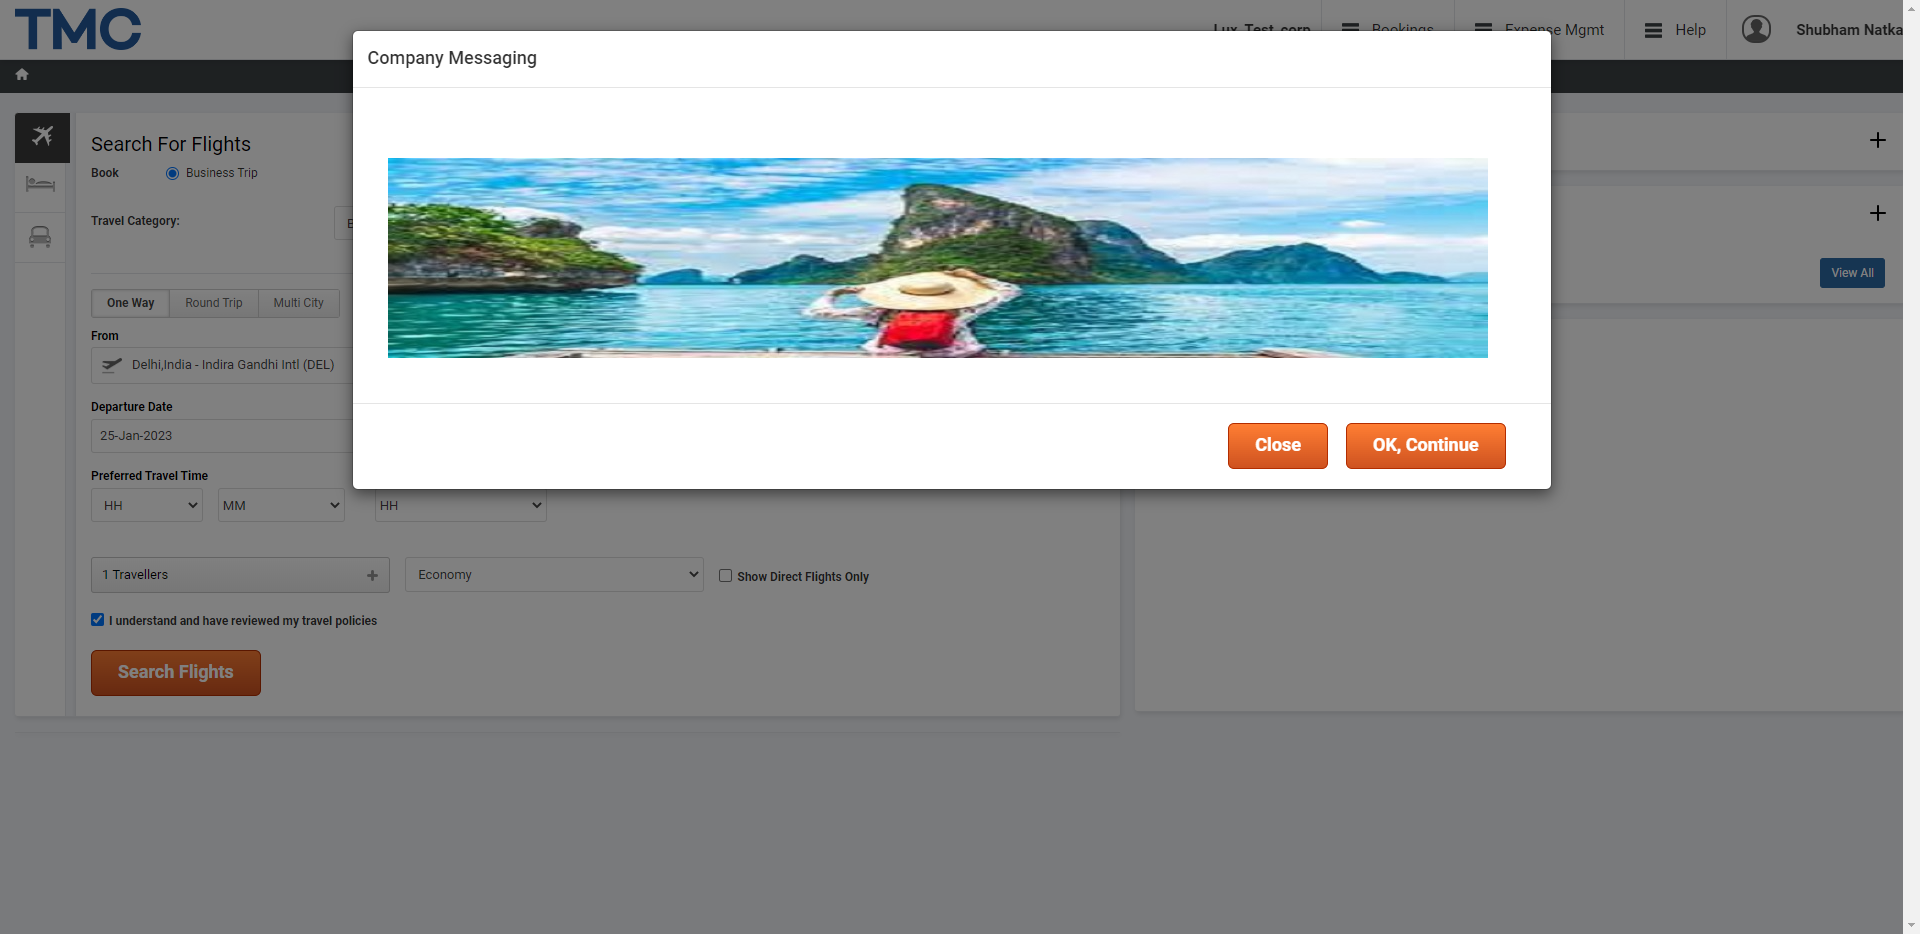 TMC
Lux_Test_corp
Bookings
Expense Mgmt
Help
Shubham Natka
Company Messaging
Search For Flights
Book
Business Trip
Travel Category:
View All
One Way
Round Trip
Multi City
From
Delhi,India - Indira Gandhi Intl (DEL)
Departure Date
25-Jan-2023
Close
OK, Continue
Preferred Travel Time
HH
MM
HH
1 Travellers
Economy
Show Direct Flights Only
I understand and have reviewed my travel policies
Search Flights